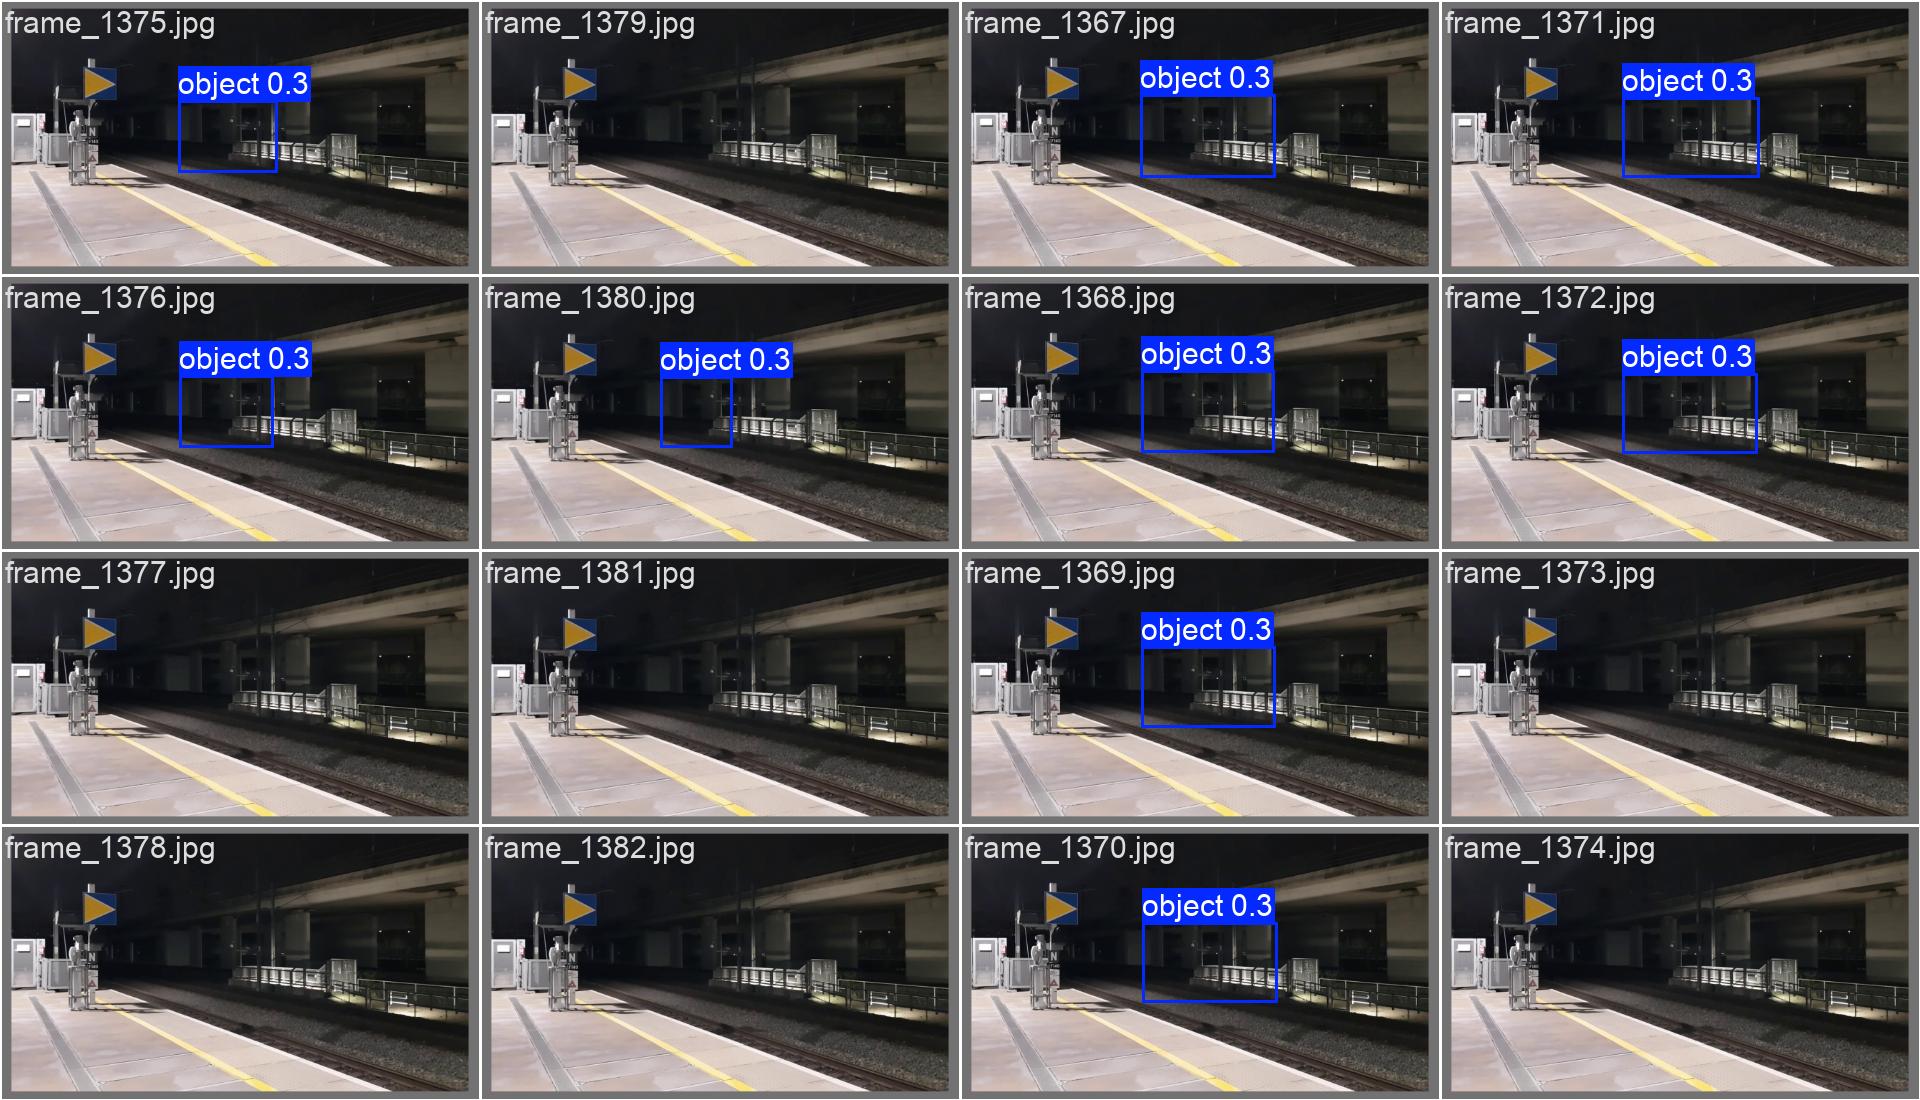 frame_1375.jpg
object 0.3
N
frame_1379.jpg
N
frame_1367.jpg
object 0.3
N
frame_1371.jpg
object 0.3
N
frame_1376.jpg
object 0.3
N
frame_1380.jpg
object 0.3
N
frame_1368.jpg
object 0.3
N
frame_1372.jpg
object 0.3
N
frame_1377.jpg
N
frame_1381.jpg
N
frame_1369.jpg
object 0.3
N
frame_1373.jpg
N
frame_1378.jpg
N
frame_1382.jpg
N
frame_1370.jpg
object 0.3
N
frame_1374.jpg
N